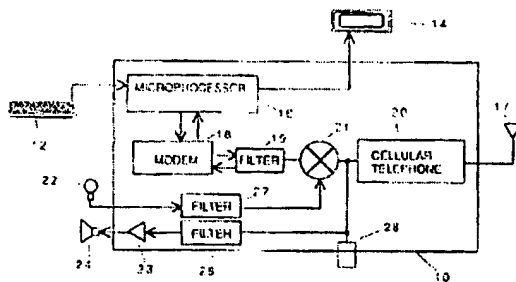 14
MICROPROCESSOR
16
20
17
21
12
18
19
MODEM
FILTER
CELLULAR
TELEPHONE
22
27
FILTER
FILTER
28
24
23
25
10